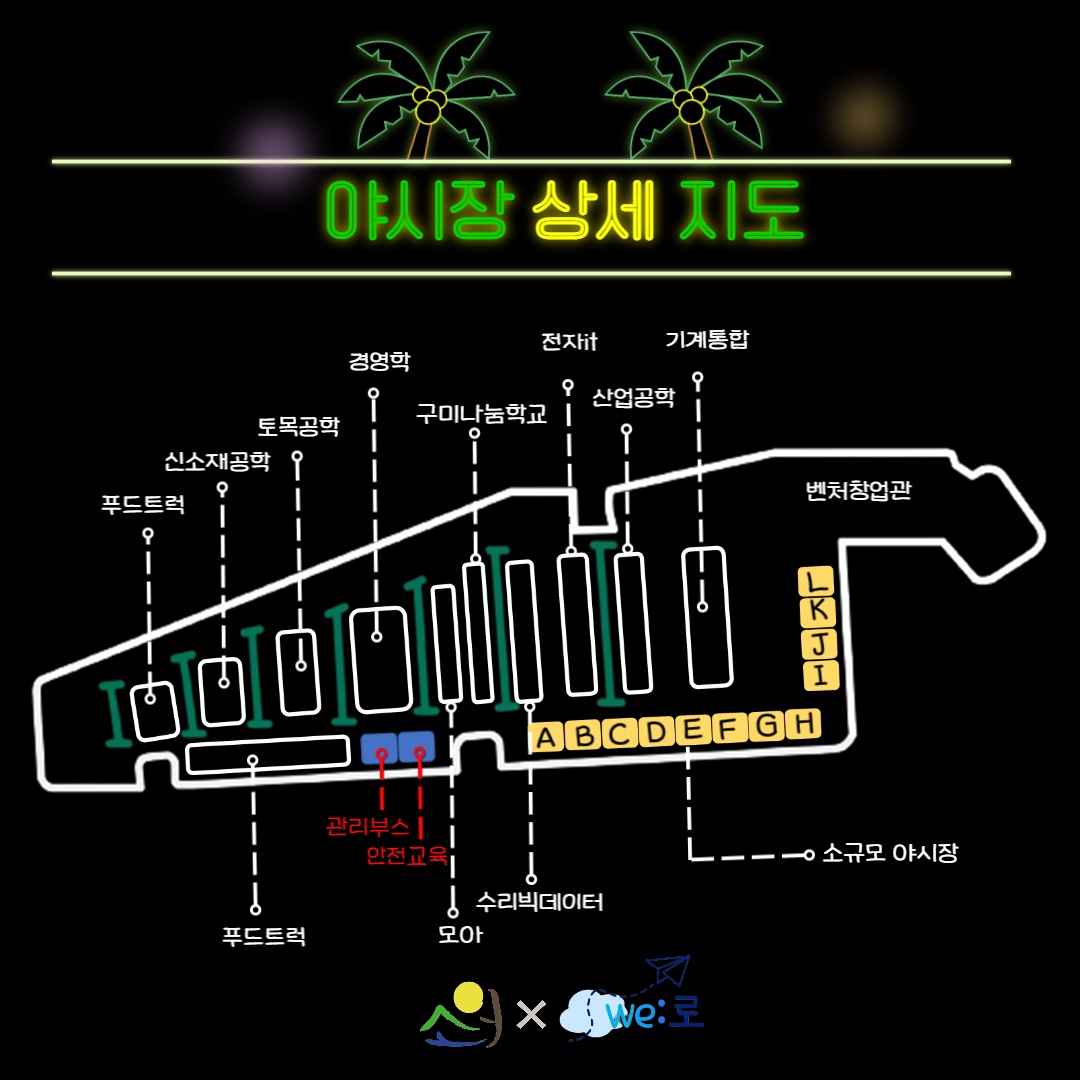 야시장 상세 지도
전자it
기계통합
경영학
산업공학
구미나눔학교
토목공학
신소재공학
푸드트럭
벤처창업관
L
K
J
I
A B C D E F G H
관리부스
안전교육
소규모 야시장
수리빅데이터
푸드트럭
모아
×
we:로